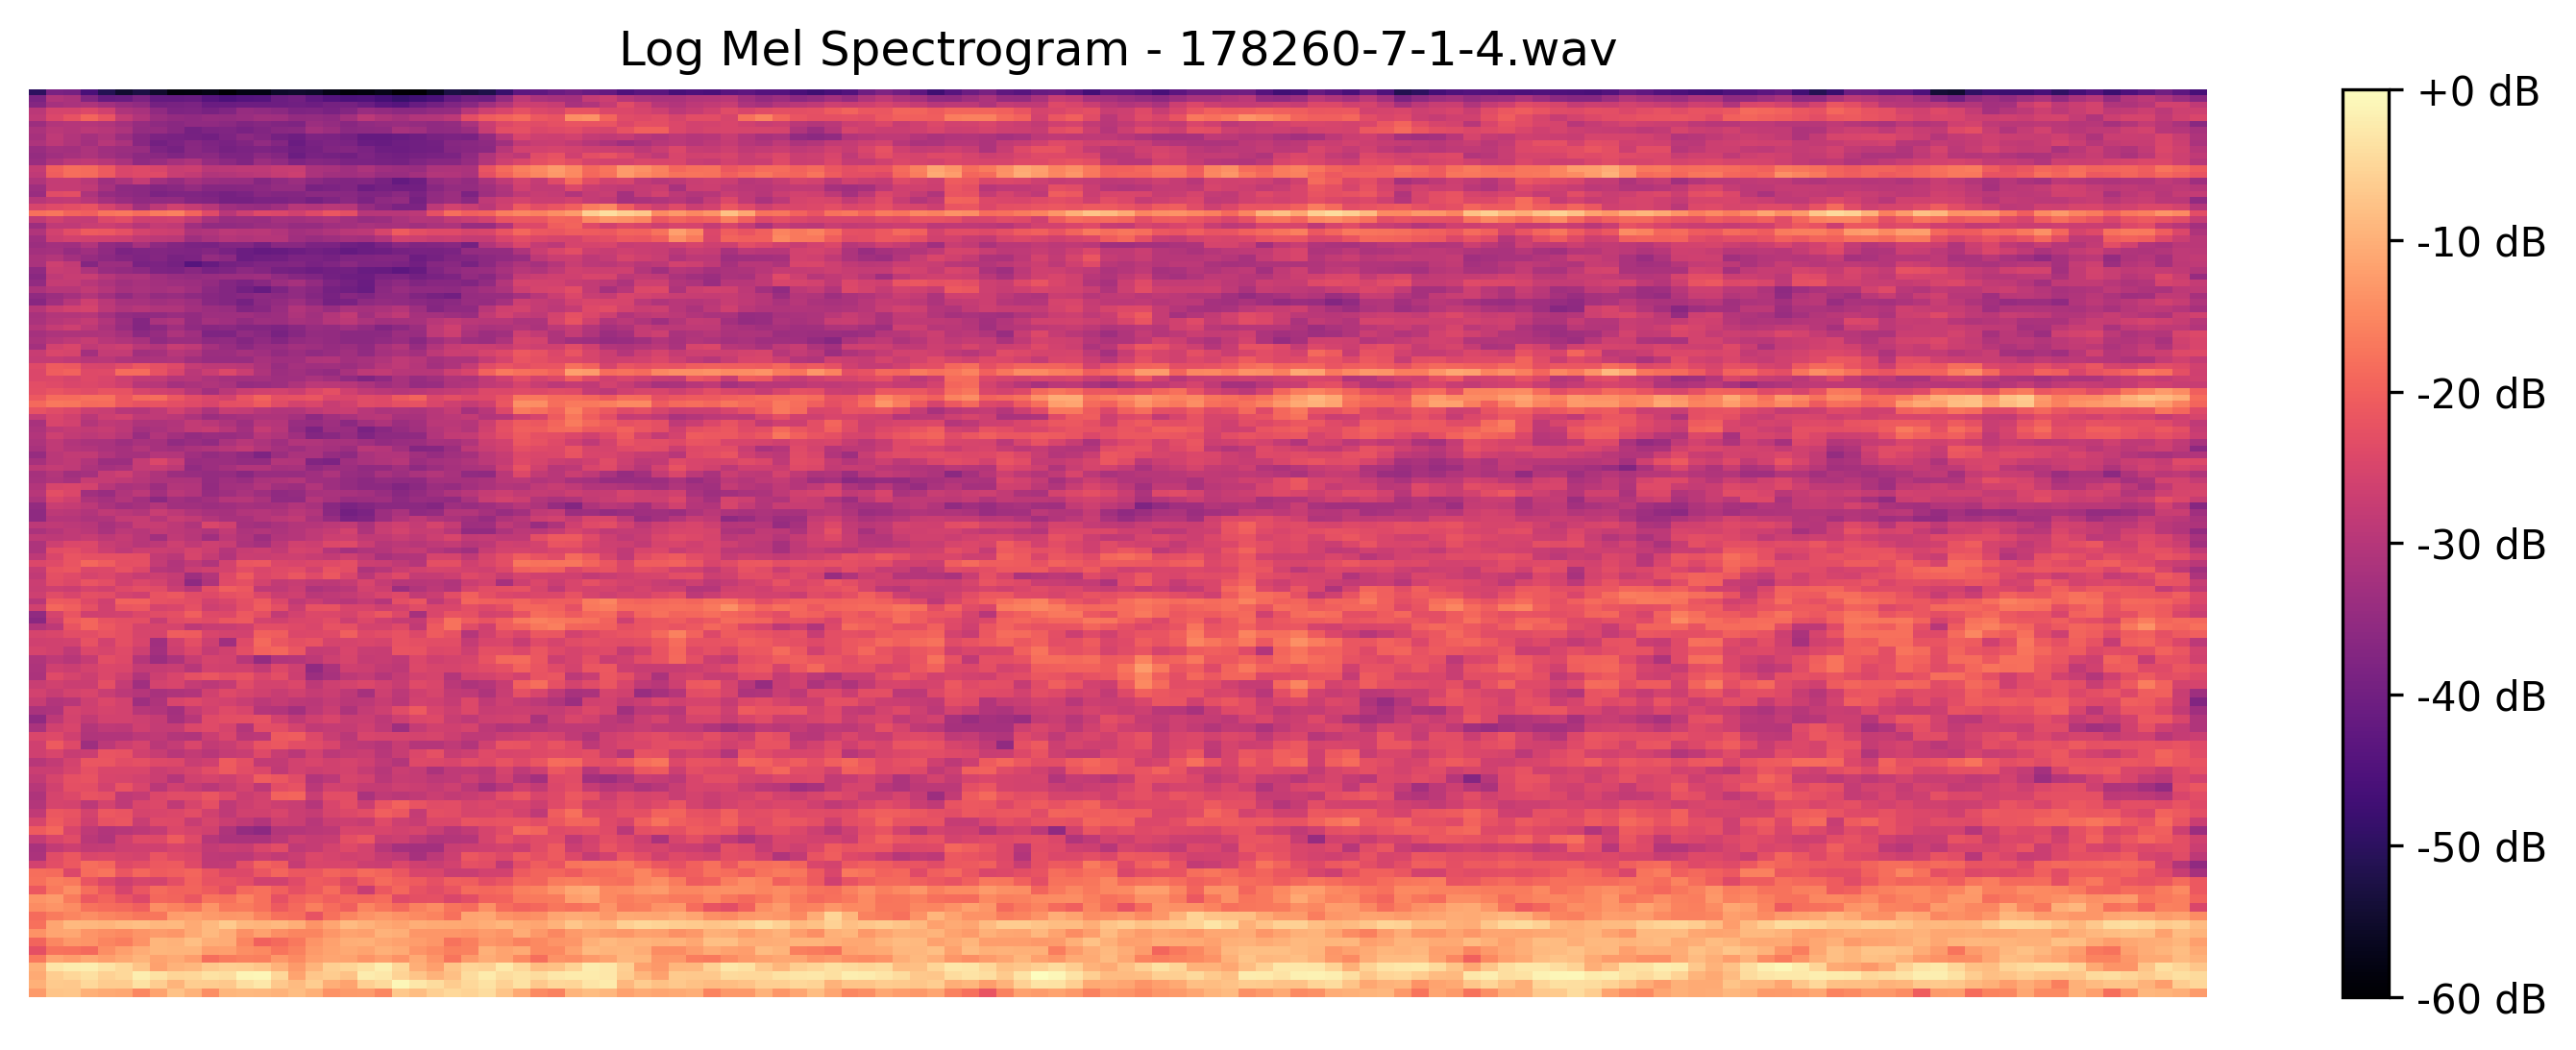 Log Mel Spectrogram - 178260-7-1-4.wav
+0 dB
-10 dB
-20 dB
-30 dB
-40 dB
-50 dB
-60 dB